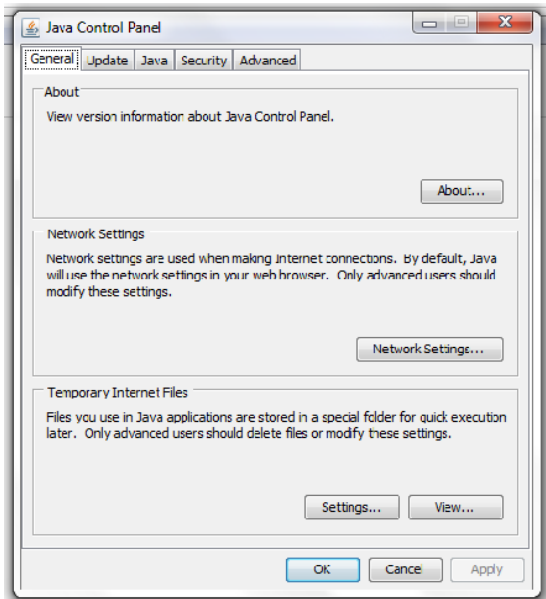 Java Control Panel
General Update Java Security Advanced
About
View version information about Java Control Panel.
About...
Network Settings
Network settings are used when making Internet connections. By default, Java
will use the network settings in your web browser. Only advanced users should
modify these settings.
Network Settings...
Temporary Internet Files
Files you use in Java applications are stored in a special folder for quick execution
later. Only advanced users should delete files or modify these settings.
Settings... View...
OK Cancel Apply